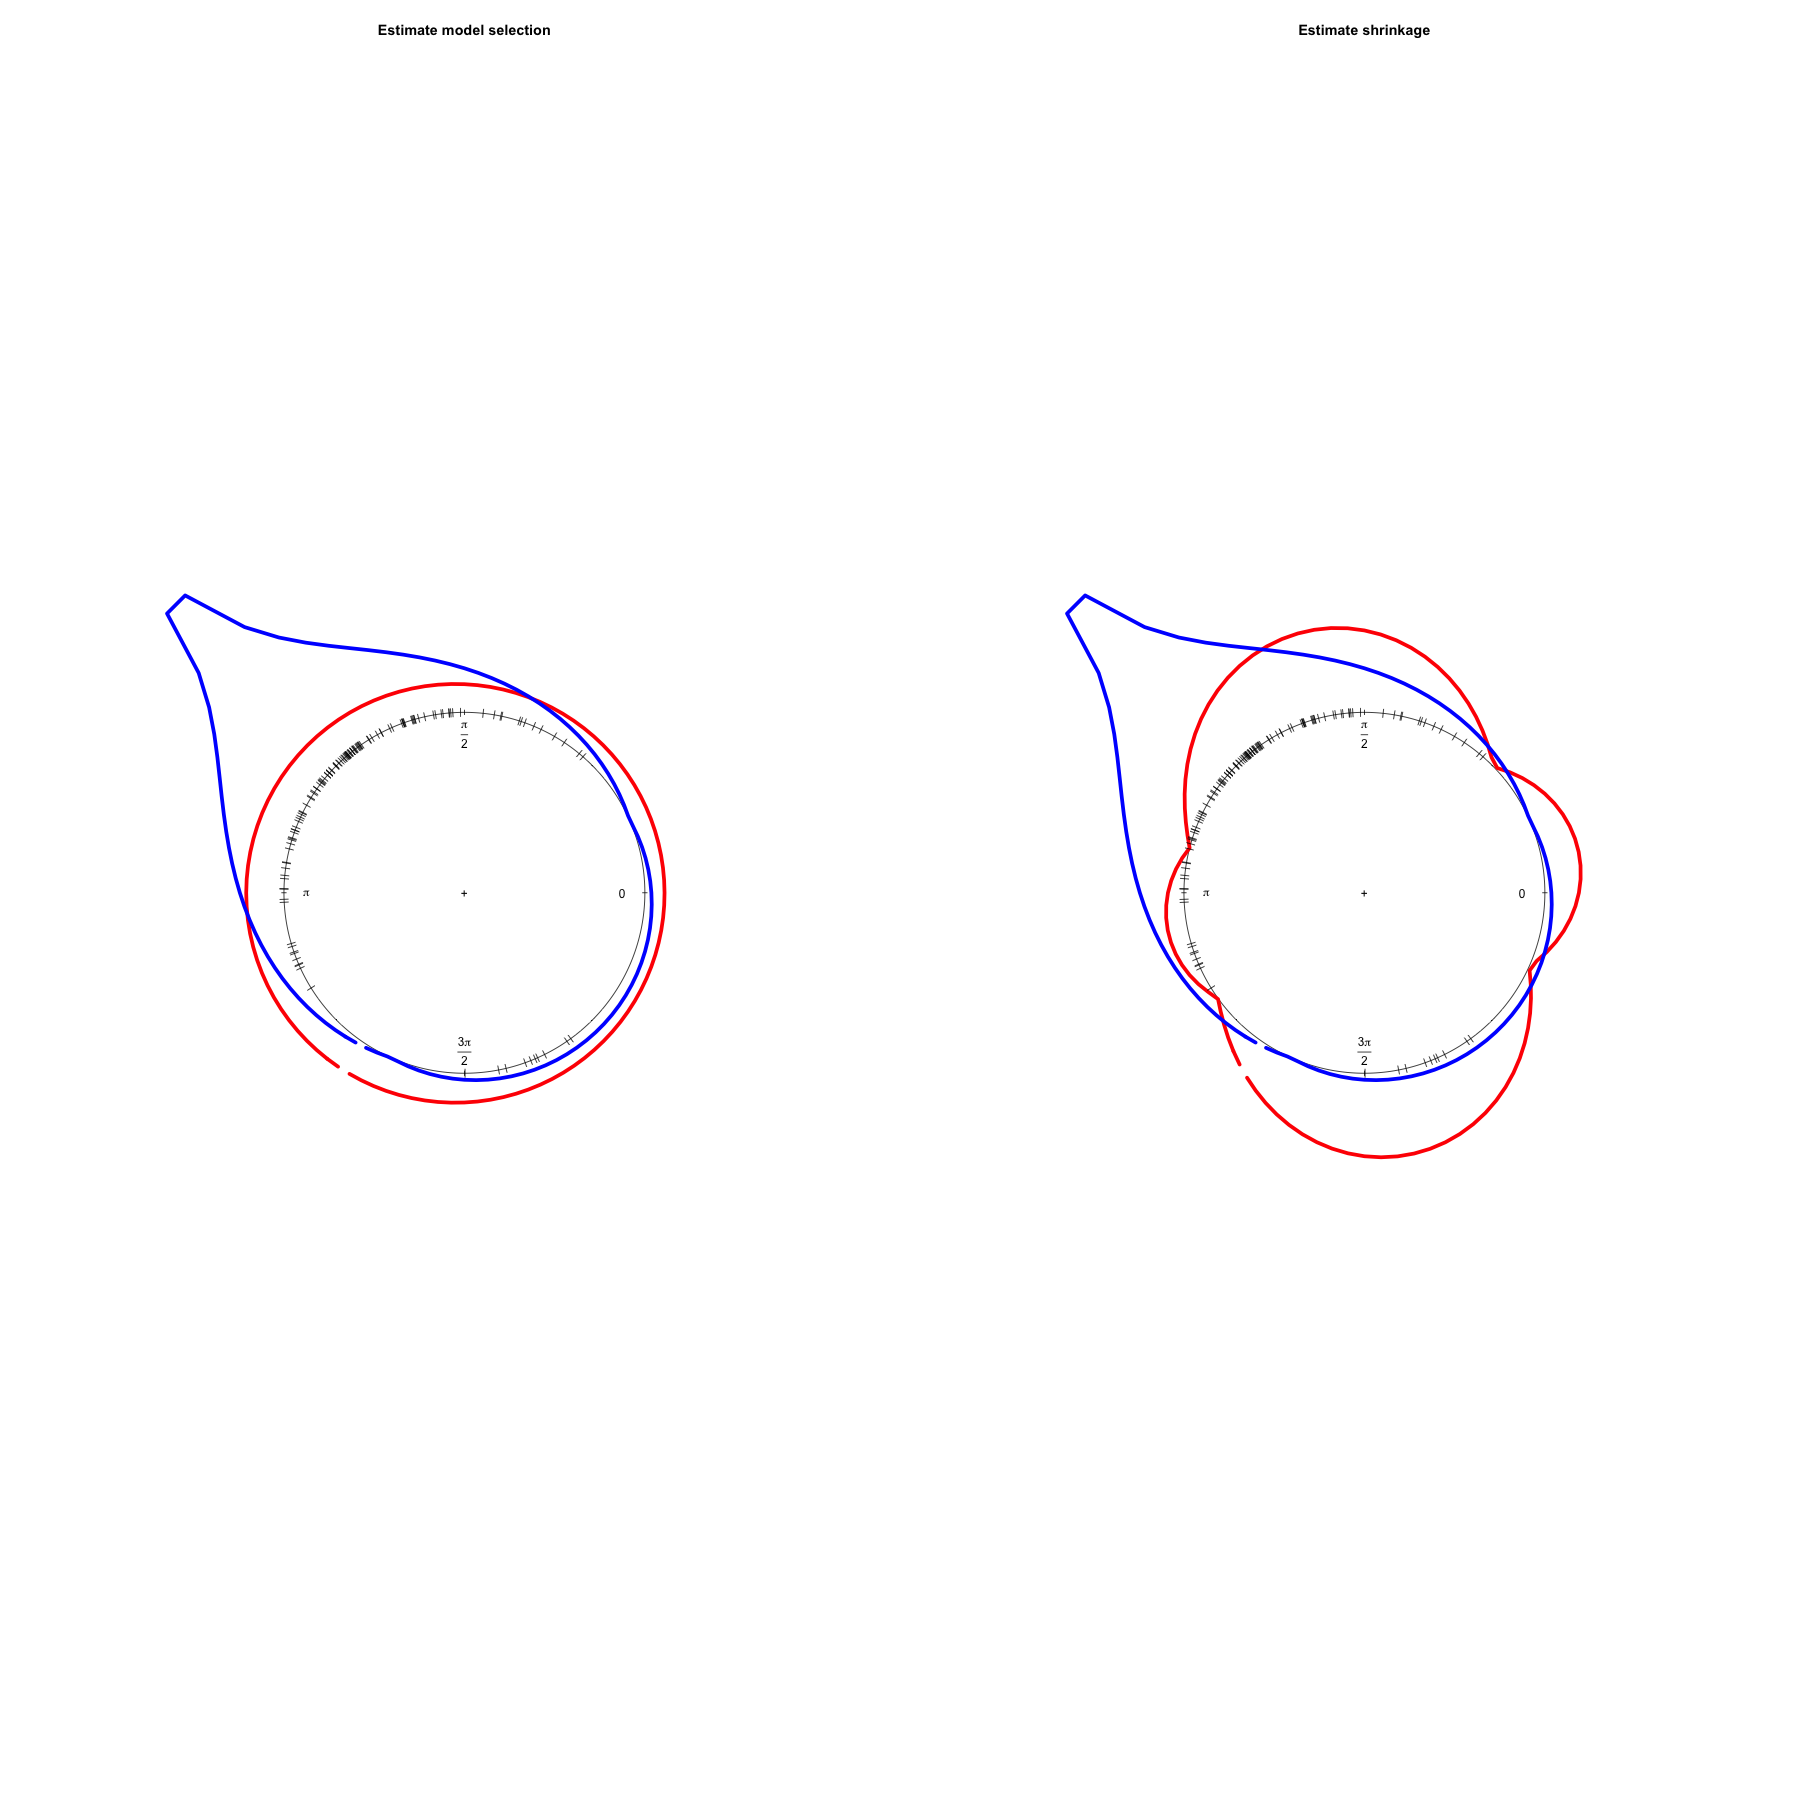 Estimate model selection
Estimate shrinkage
π
2
π
+
0
3π
2
π
2
π
+
0
3π
2